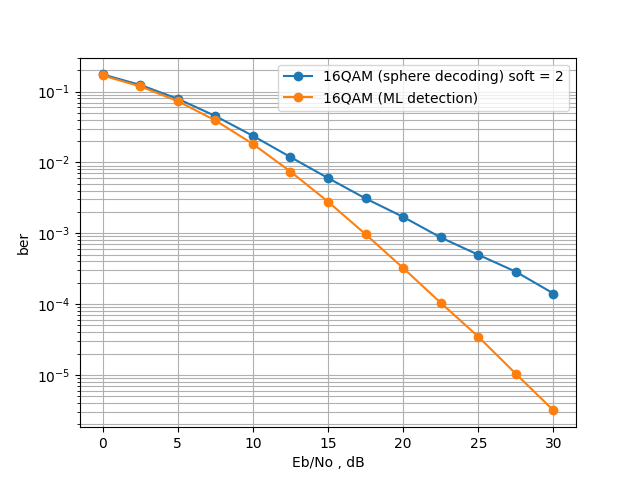 16QAM (sphere decoding) soft = 2
16QAM (ML detection)
10⁻¹
10⁻²
10⁻³
10⁻⁴
10⁻⁵
ber
0 5 10 15 20 25 30
Eb/No , dB